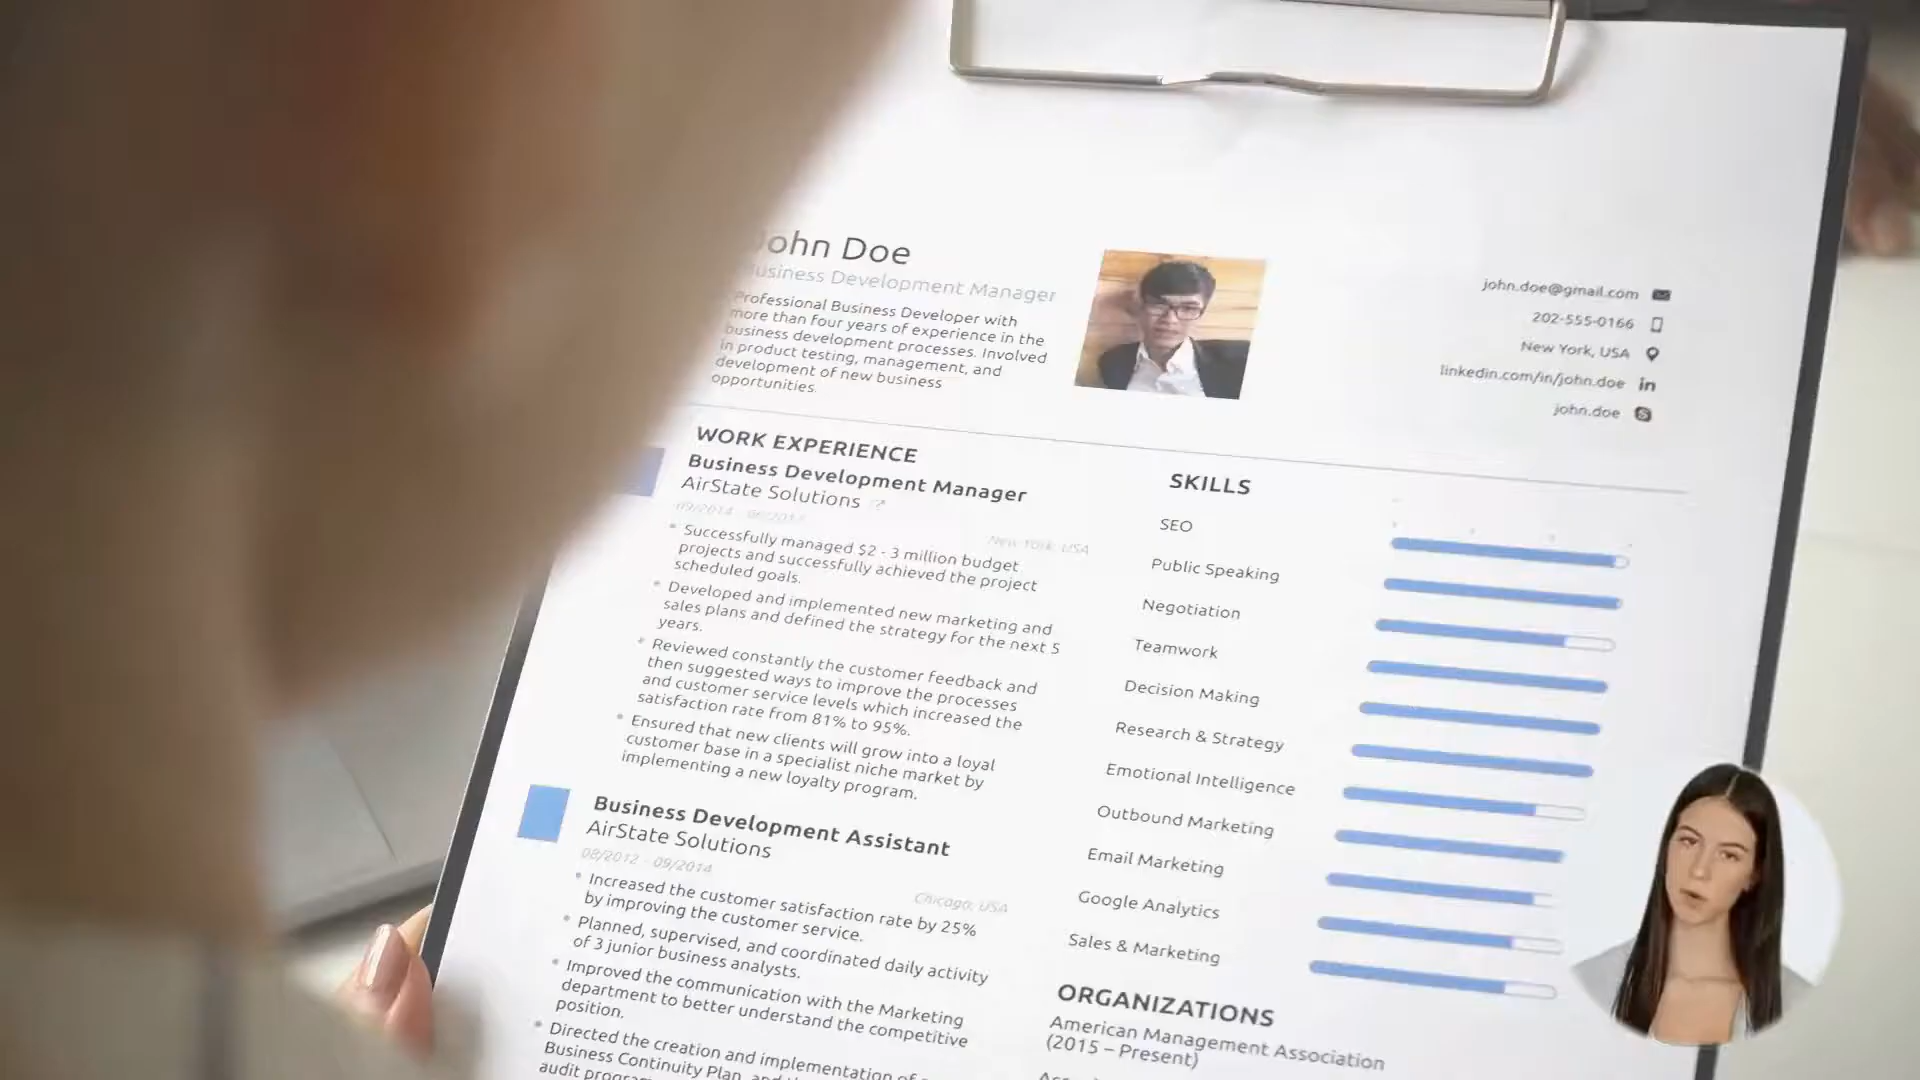 John Doe
Business Development Manager
Professional Business Developer with
more than four years of experience in the
business development processes. Involved
in product testing, management, and
development of new business
opportunities.
john.doe@gmail.com
202-555-0166
New York, USA
linkedin.com/in/john.doe
john.doe
WORK EXPERIENCE
Business Development Manager
AirState Solutions
09/2014 - 06/2017
New York, USA
Successfully managed $2 - 3 million budget
projects and successfully achieved the project
scheduled goals.
Developed and implemented new marketing and
sales plans and defined the strategy for the next 5
years.
Reviewed constantly the customer feedback and
then suggested ways to improve the processes
and customer service levels which increased the
satisfaction rate from 81% to 95%.
Ensured that new clients will grow into a loyal
customer base in a specialist niche market by
implementing a new loyalty program.
Business Development Assistant
AirState Solutions
08/2012 - 09/2014
Chicago, USA
Increased the customer satisfaction rate by 25%
by improving the customer service.
Planned, supervised, and coordinated daily activity
of 3 junior business analysts.
Improved the communication with the Marketing
department to better understand the competitive
position.
Directed the creation and implementation of
Business Continuity Plan, and
audit
SKILLS
SEO
Public Speaking
Negotiation
Teamwork
Decision Making
Research & Strategy
Emotional Intelligence
Outbound Marketing
Email Marketing
Google Analytics
Sales & Marketing
ORGANIZATIONS
American Management Association
(2015 – Present)